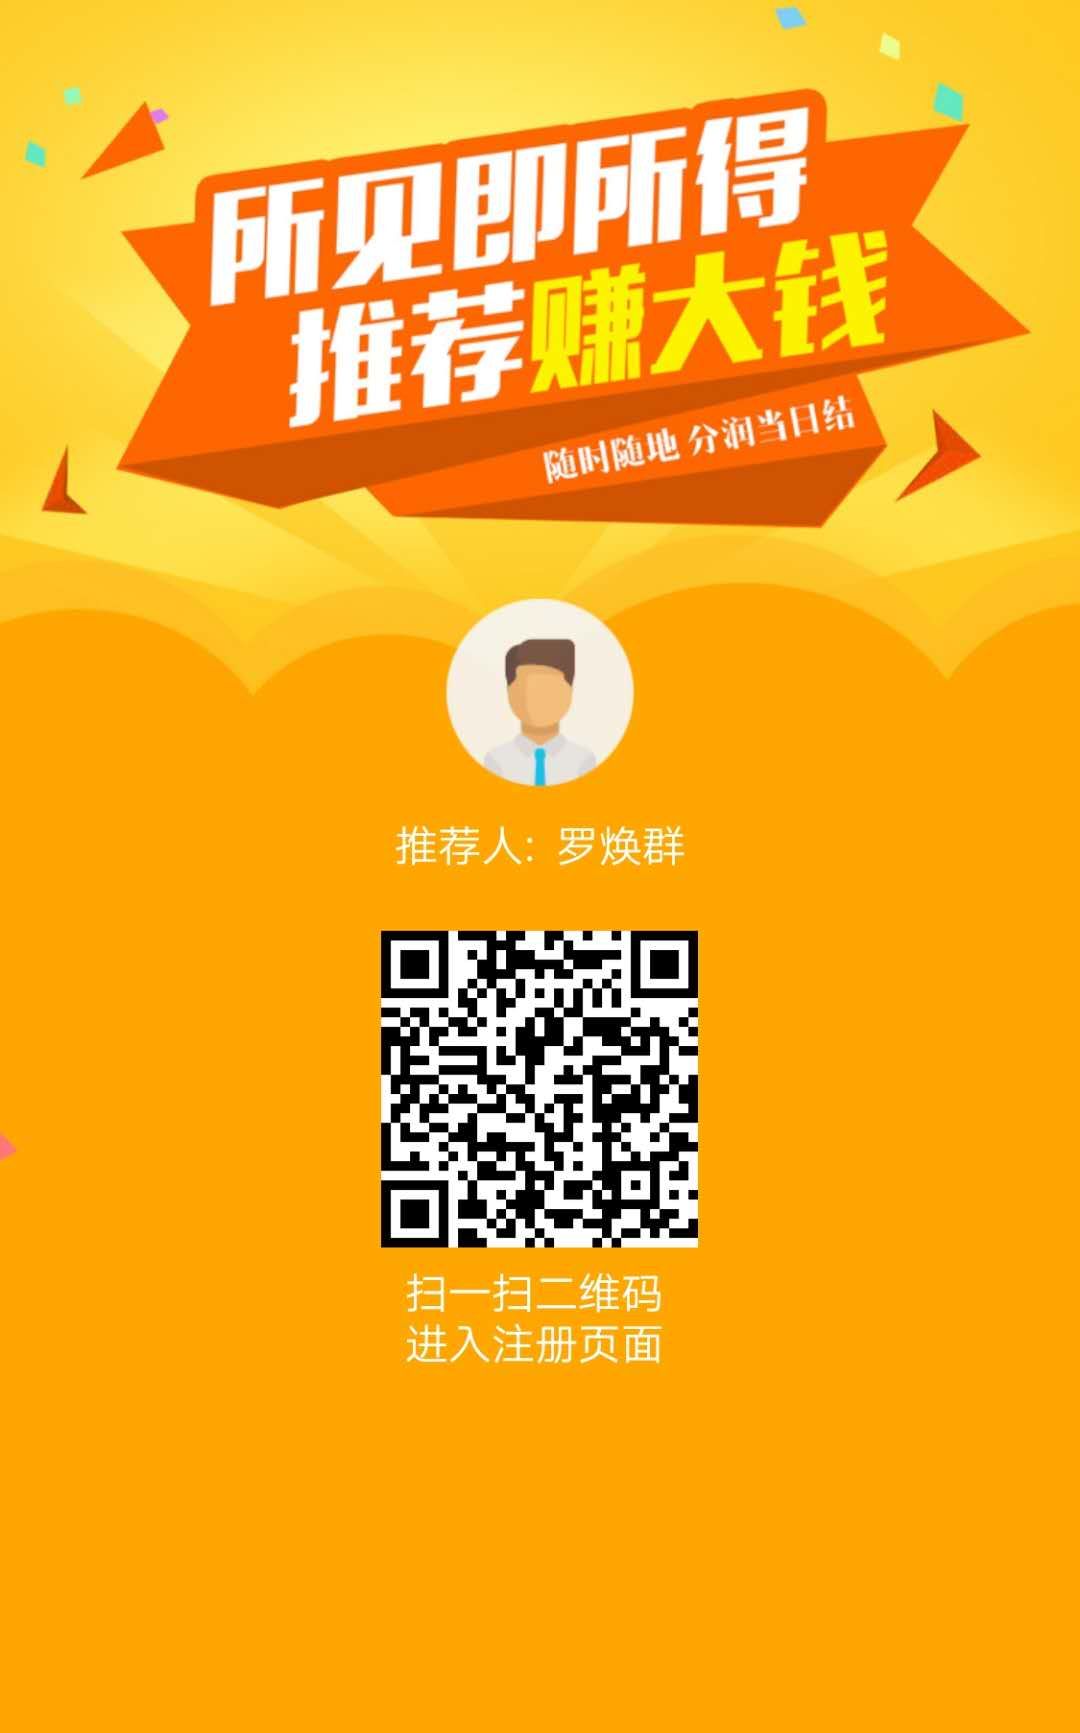 所见即所得
推荐赚大钱
随时随地 分润当日结
推荐人: 罗焕群
扫一扫二维码
进入注册页面